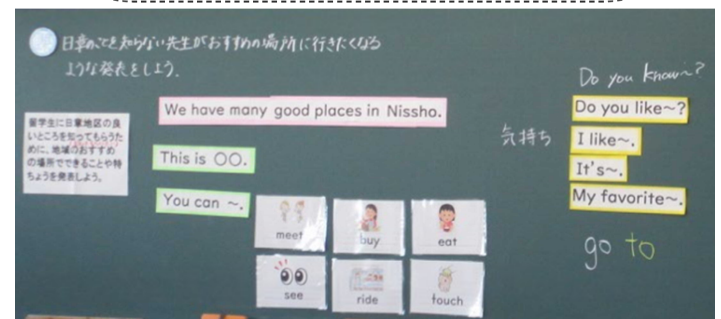 日章のことを知らない先生がおすすめの場所に行きたくなる
ような発表をしよう.
留学生に日章地区の良
いところを知ってもらうた
めに、地域のおすすめ
の場所でできることや特
ちょうを発表しよう。
We have many good places in Nissho.
This is 〇〇.
You can ~.
meet
buy
eat
see
ride
touch
気持ち
Do you know~?
Do you like~?
I like~.
It's~.
My favorite~.
go to